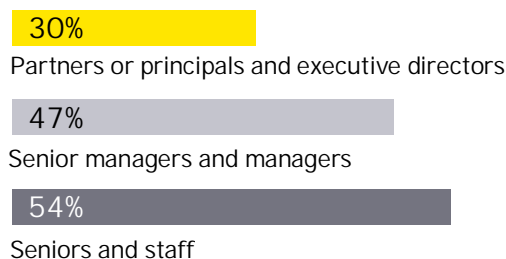 30%
Partners or principals and executive directors
47%
Senior managers and managers
54%
Seniors and staff